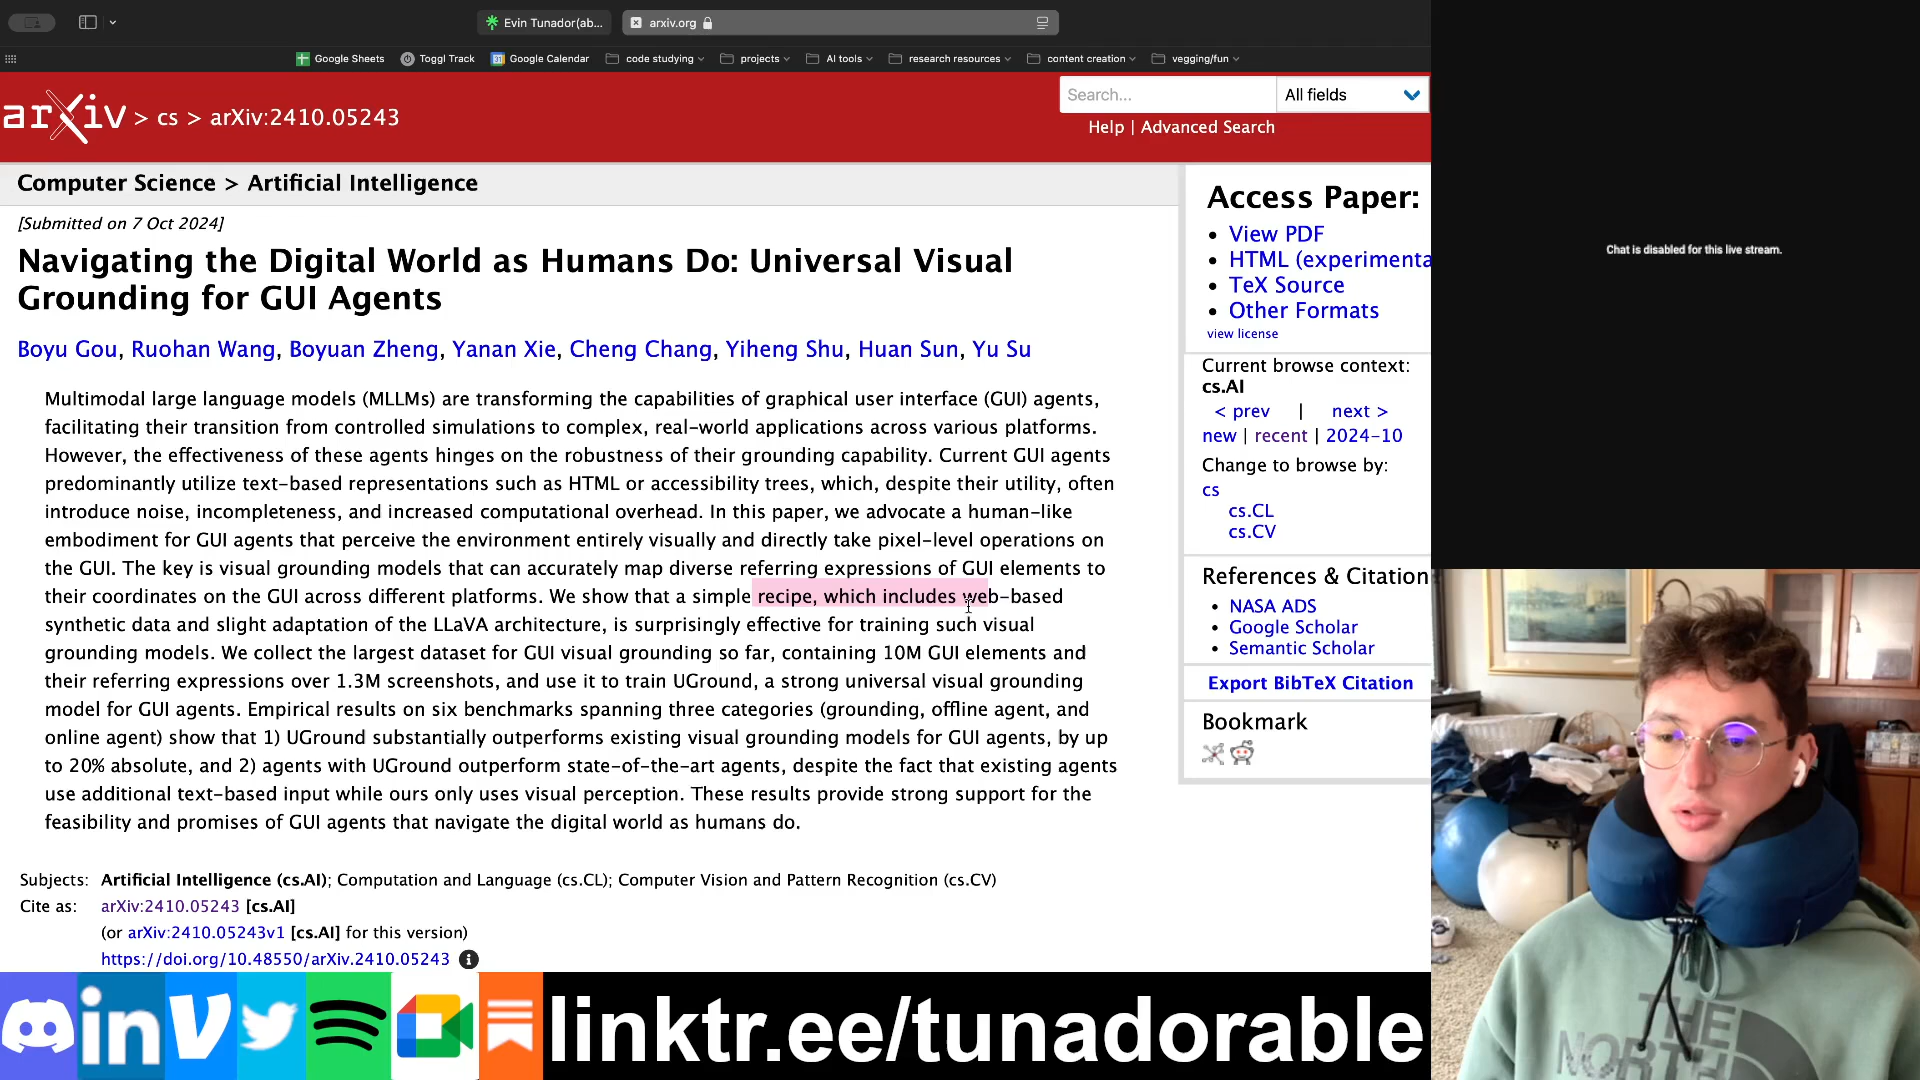 Evin Tunador(ab...
arxiv.org
Google Sheets
Toggl Track
Google Calendar
code studying
projects
AI tools
research resources
content creation
vegging/fun
arXiv > cs > arXiv:2410.05243
Search...
All fields
Help | Advanced Search
Computer Science > Artificial Intelligence
[Submitted on 7 Oct 2024]
Navigating the Digital World as Humans Do: Universal Visual
Grounding for GUI Agents
Boyu Gou, Ruohan Wang, Boyuan Zheng, Yanan Xie, Cheng Chang, Yiheng Shu, Huan Sun, Yu Su
Multimodal large language models (MLLMs) are transforming the capabilities of graphical user interface (GUI) agents,
facilitating their transition from controlled simulations to complex, real-world applications across various platforms.
However, the effectiveness of these agents hinges on the robustness of their grounding capability. Current GUI agents
predominantly utilize text-based representations such as HTML or accessibility trees, which, despite their utility, often
introduce noise, incompleteness, and increased computational overhead. In this paper, we advocate a human-like
embodiment for GUI agents that perceive the environment entirely visually and directly take pixel-level operations on
the GUI. The key is visual grounding models that can accurately map diverse referring expressions of GUI elements to
their coordinates on the GUI across different platforms. We show that a simple recipe, which includes web-based
synthetic data and slight adaptation of the LLaVA architecture, is surprisingly effective for training such visual
grounding models. We collect the largest dataset for GUI visual grounding so far, containing 10M GUI elements and
their referring expressions over 1.3M screenshots, and use it to train UGround, a strong universal visual grounding
model for GUI agents. Empirical results on six benchmarks spanning three categories (grounding, offline agent, and
online agent) show that 1) UGround substantially outperforms existing visual grounding models for GUI agents, by up
to 20% absolute, and 2) agents with UGround outperform state-of-the-art agents, despite the fact that existing agents
use additional text-based input while ours only uses visual perception. These results provide strong support for the
feasibility and promises of GUI agents that navigate the digital world as humans do.
Subjects: Artificial Intelligence (cs.AI); Computation and Language (cs.CL); Computer Vision and Pattern Recognition (cs.CV)
Cite as: arXiv:2410.05243 [cs.AI]
(or arXiv:2410.05243v1 [cs.AI] for this version)
https://doi.org/10.48550/arXiv.2410.05243
Access Paper:
View PDF
HTML (experimenta
TeX Source
Other Formats
view license
Current browse context:
cs.AI
< prev | next >
new | recent | 2024-10
Change to browse by:
cs
cs.CL
cs.CV
References & Citation
NASA ADS
Google Scholar
Semantic Scholar
Export BibTeX Citation
Bookmark
Chat is disabled for this live stream.
THE
NORTH
in
linktr.ee/tunadorable